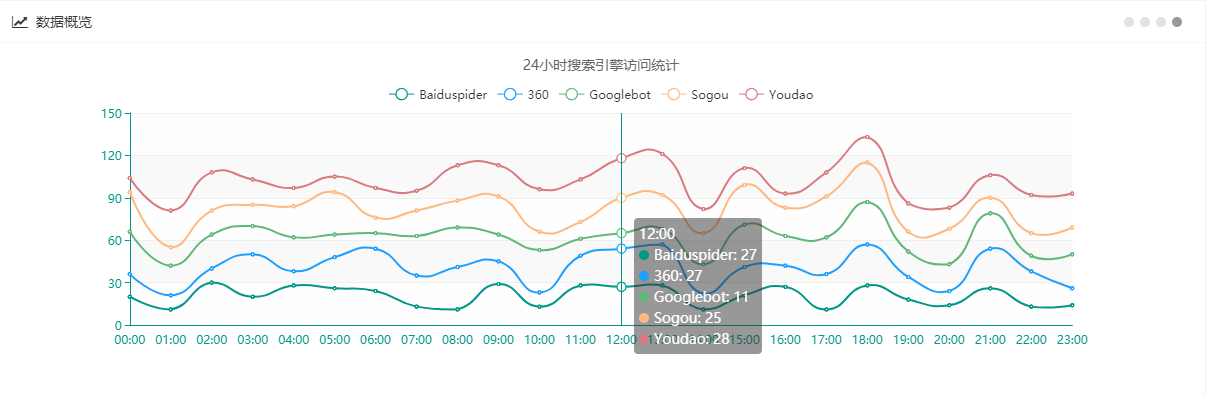 数据概览
24小时搜索引擎访问统计
Baiduspider 360 Googlebot Sogou Youdao
150
120
90
60
30
0
12:00
Baiduspider: 27
360: 27
Googlebot: 11
Sogou: 25
Youdao: 28
00:00 01:00 02:00 03:00 04:00 05:00 06:00 07:00 08:00 09:00 10:00 11:00 12:00 13:00 14:00 15:00 16:00 17:00 18:00 19:00 20:00 21:00 22:00 23:00